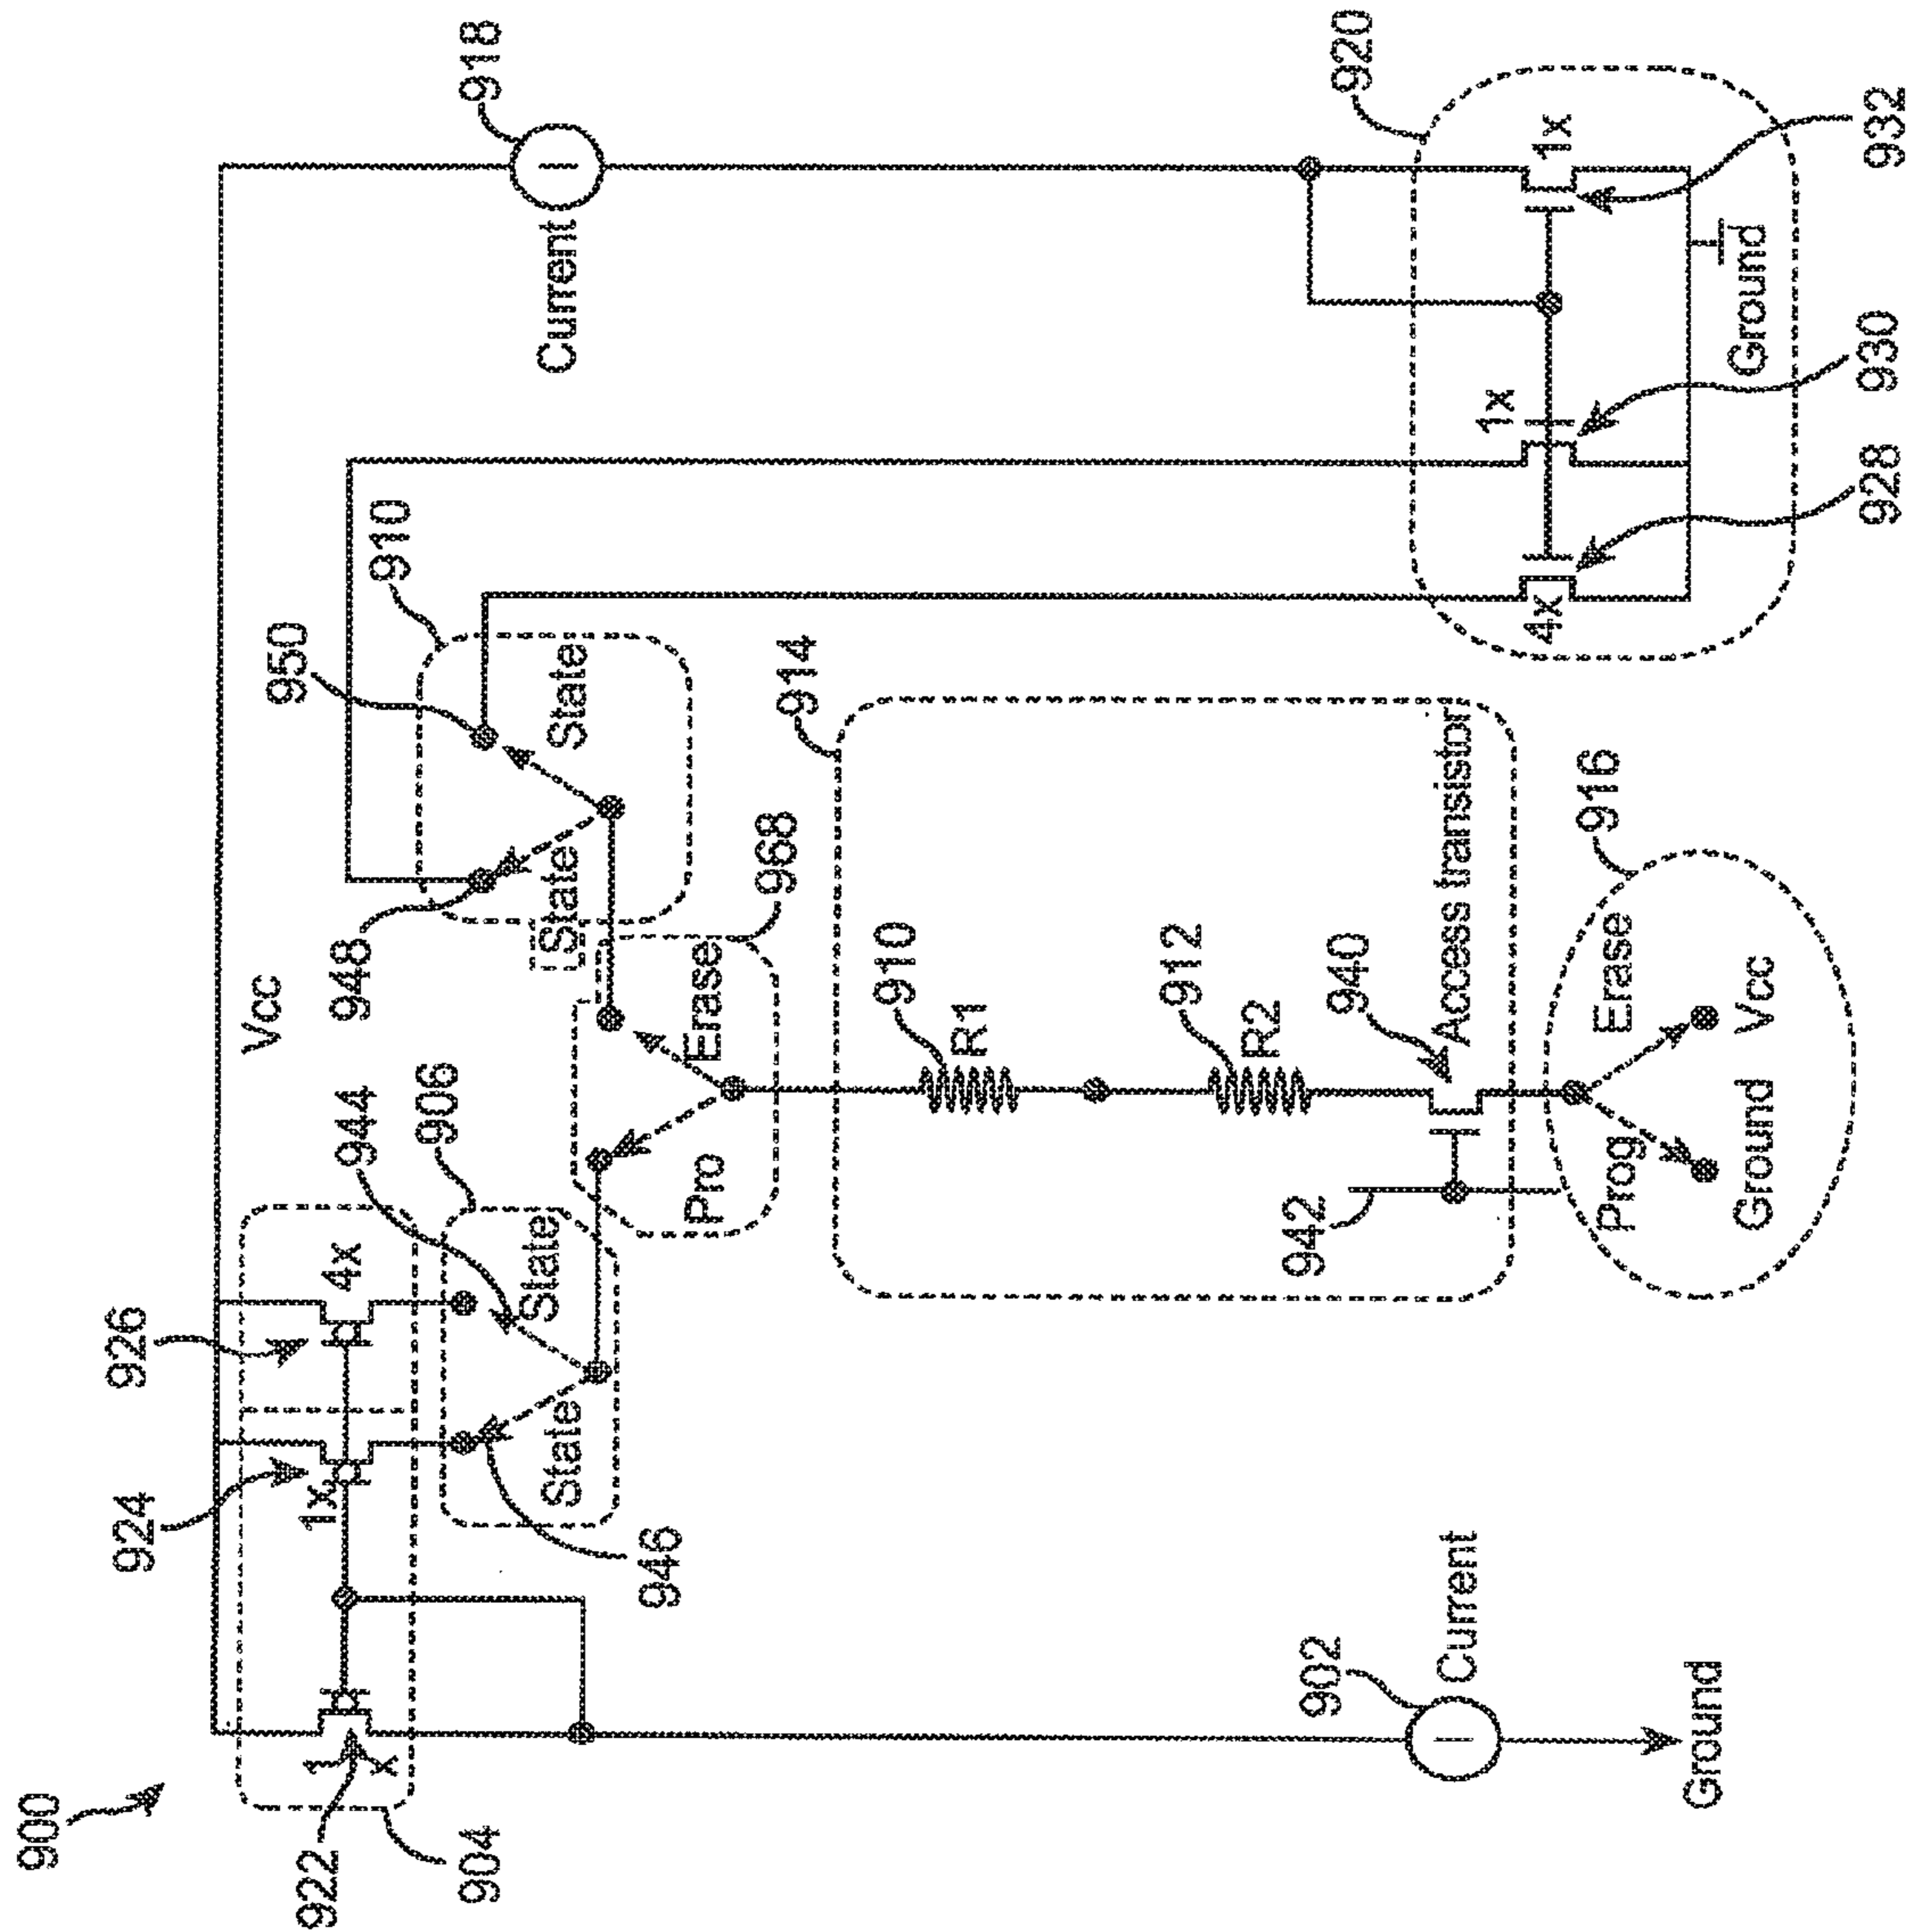 900
922
1
x
904
924
1x
926
4x
Vcc
944
906
946
State
State
948
950
910
State
State
Pro
Erase
968
918
Current
914
910
R1
912
R2
940
Access transistor
942
916
Prog
Erase
Ground
Vcc
902
Current
Ground
920
4x
1x
1x
Ground
928
930
932